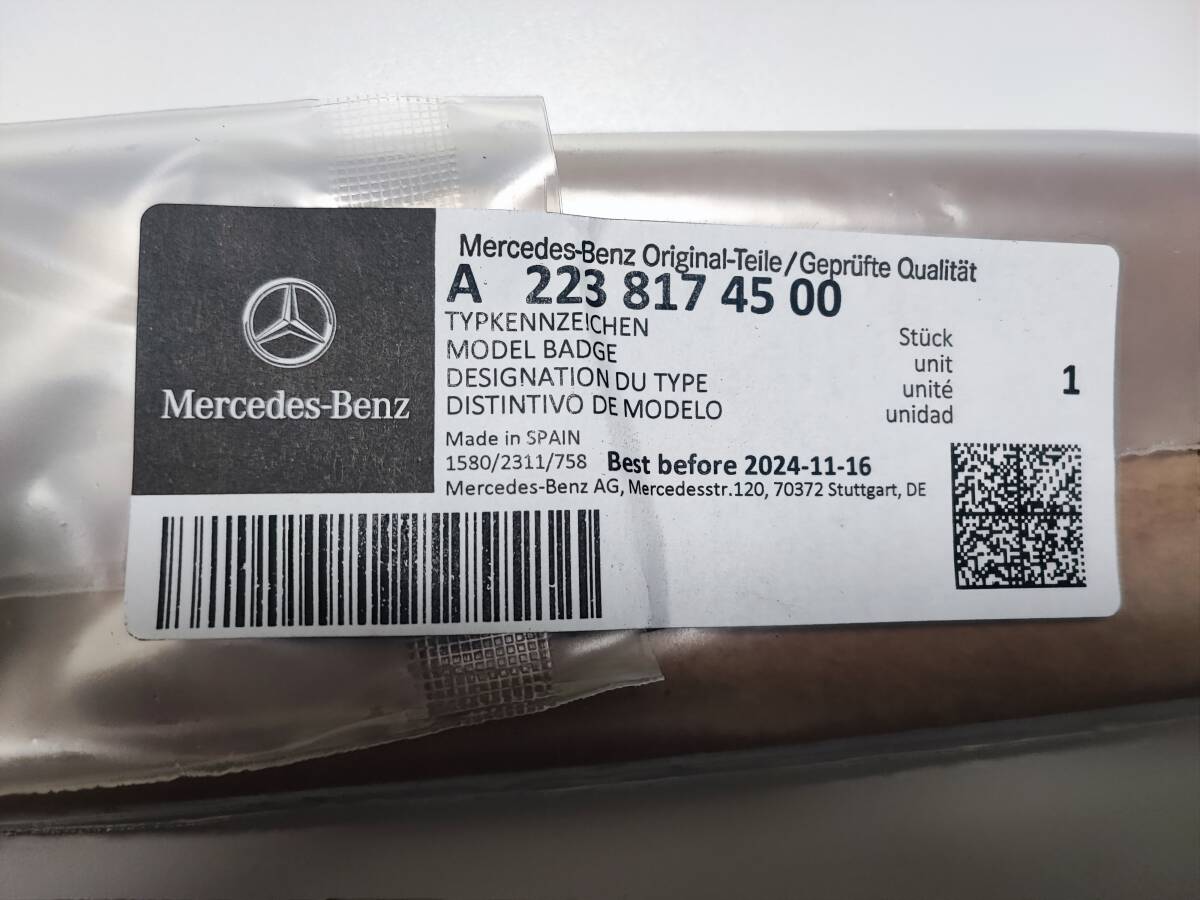 Mercedes-Benz
Mercedes-Benz Original-Teile/Geprüfte Qualität
A 223 817 45 00
TYPKENNZEICHEN
MODEL BADGE
DESIGNATION DU TYPE
DISTINTIVO DE MODELO
Stück
unit
unité
unidad
1
Made in SPAIN
1580/2311/758 Best before 2024-11-16
Mercedes-Benz AG, Mercedesstr.120, 70372 Stuttgart, DE